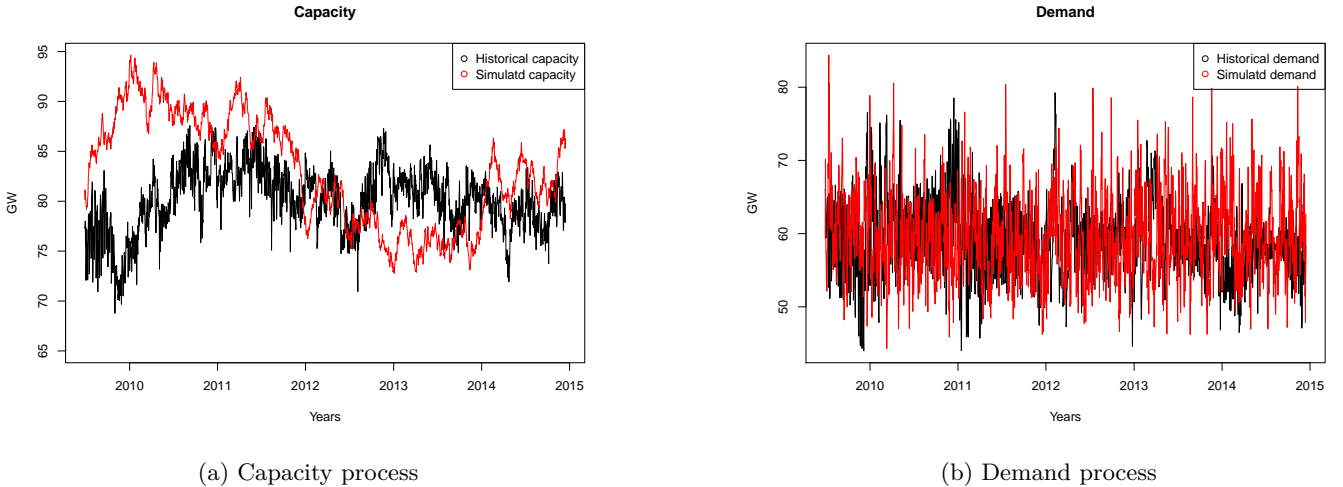 Capacity
95
90
85
80
75
70
65
GW
Historical capacity
Simulatd capacity
2010 2011 2012 2013 2014 2015
Years
(a) Capacity process
Demand
80
70
60
50
GW
Historical demand
Simulatd demand
2010 2011 2012 2013 2014 2015
Years
(b) Demand process